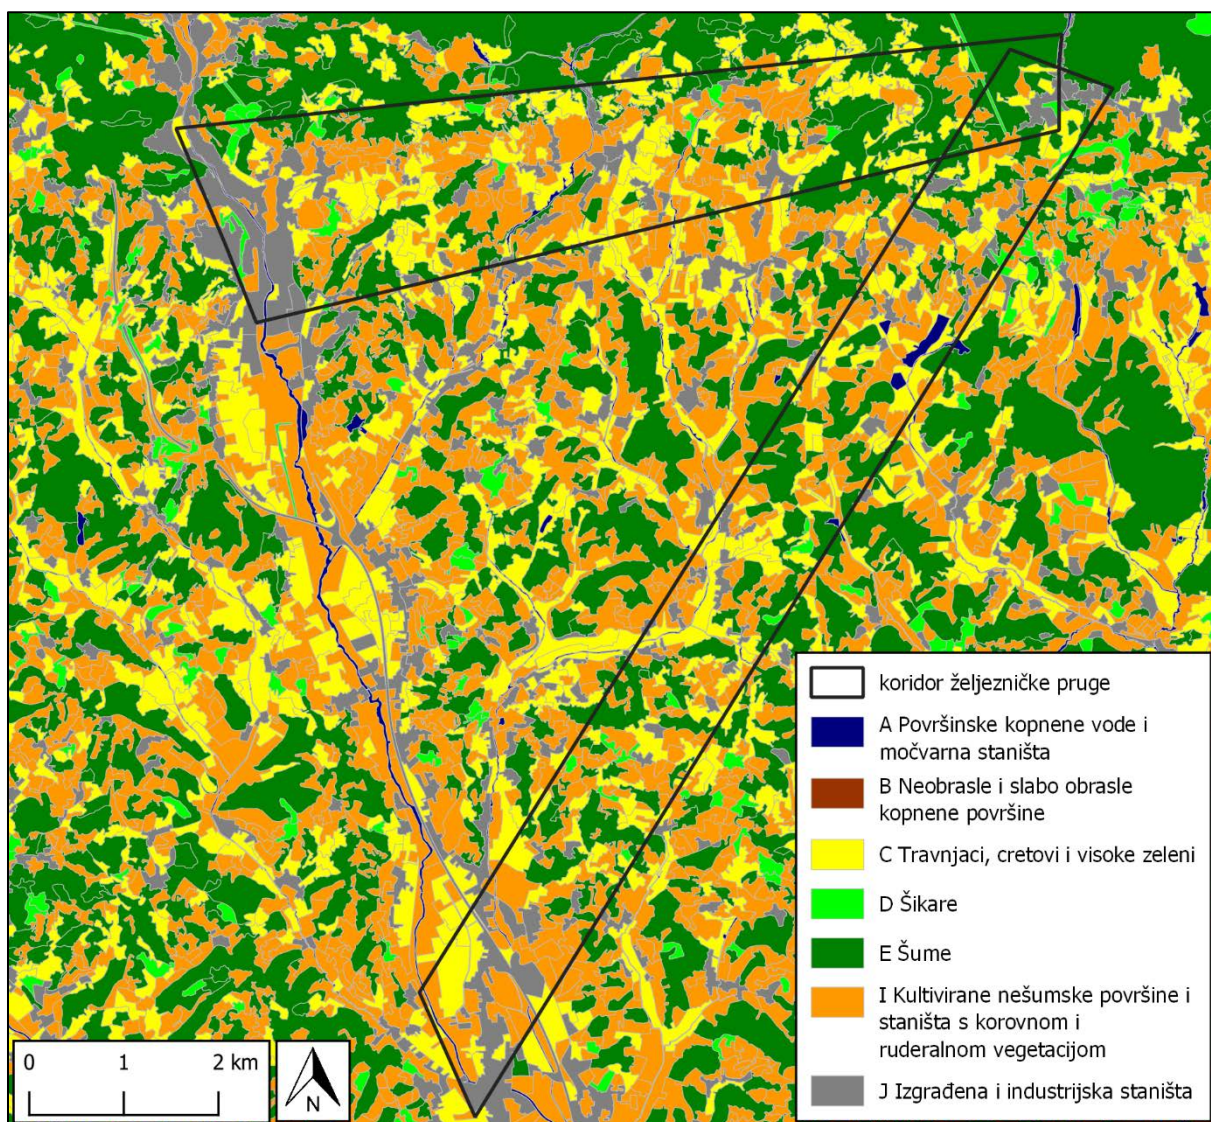 koridor željezničke pruge
A Površinske kopnene vode i
močvarna staništa
B Neobrasle i slabo obrasle
kopnene površine
C Travnjaci, cretovi i visoke zeleni
D Šikare
E Šume
I Kultivirane nešumske površine i
staništa s korovnom i
ruderalnom vegetacijom
J Izgrađena i industrijska staništa
0 1 2 km
N